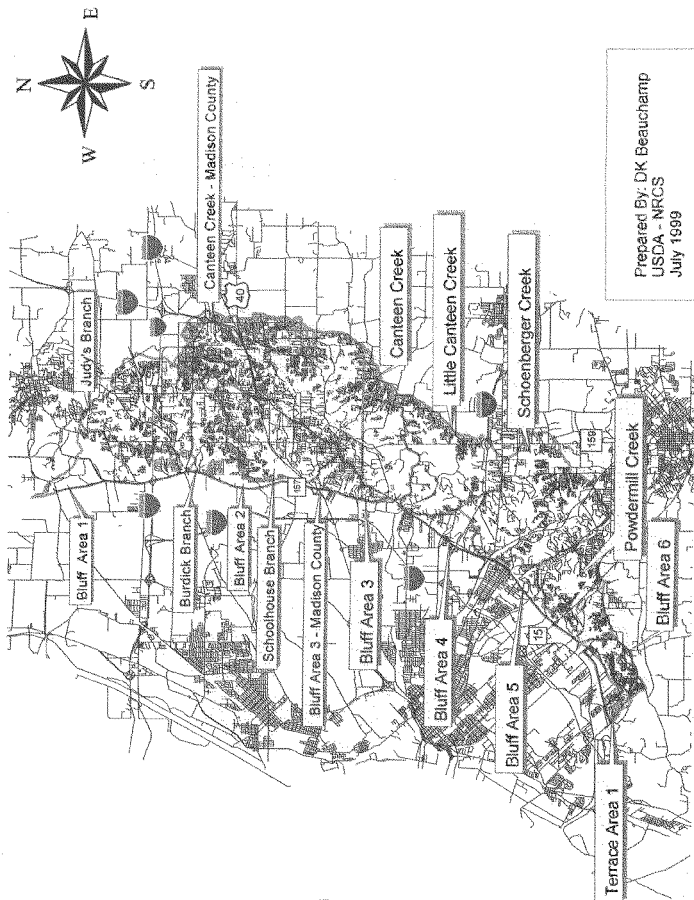 N
E
W
S
Judy's Branch
Canteen Creek - Madison County
40
Canteen Creek
Little Canteen Creek
Schoenberger Creek
159
Powdermill Creek
Bluff Area 1
Burdick Branch
Bluff Area 2
157
Schoolhouse Branch
Bluff Area 3 - Madison County
Bluff Area 3
Bluff Area 4
15
Bluff Area 5
Bluff Area 6
Terrace Area 1
Prepared By: DK Beauchamp
USDA - NRCS
July 1999